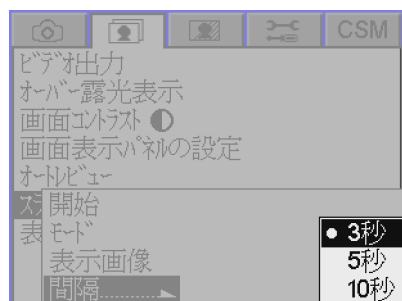 CSM
ビデオ出力
オーバー露光表示
画面コントラスト
画面表示パネルの設定
オートレビュー
ス
開始
表
モード
表示画像
間隔..........
3秒
5秒
10秒